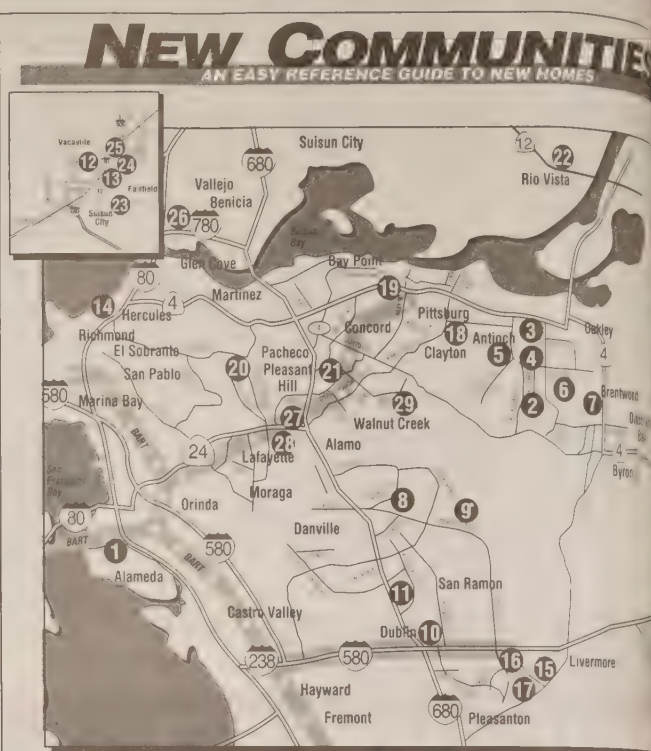 NEW COMMUNITIES
AN EASY REFERENCE GUIDE TO NEW HOMES
Vacaville
25
12
24
13
Fairfield
23
Suisun City
Suisun City
680
12
22
Rio Vista
Vallejo
Benicia
26
780
Suisun Bay
Glen Cove
Bay Point
80
Martinez
19
14
Hercules
4
Richmond
Concord
Pittsburg
18
Antioch
3
Oakley
El Sobrante
Pacheco
Clayton
5
4
4
San Pablo
20
Pleasant Hill
21
6
Brentwood
580
Marina Bay
29
2
7
BART
27
Walnut Creek
24
28
Alamo
4
Lafayette
Byron
San Francisco Bay
Moraga
Orinda
8
9
80
Danville
BART
BART
580
1
Alameda
San Ramon
11
Castro Valley
Dublin
10
238
580
16
15
Livermore
Hayward
17
Fremont
680
Pleasanton